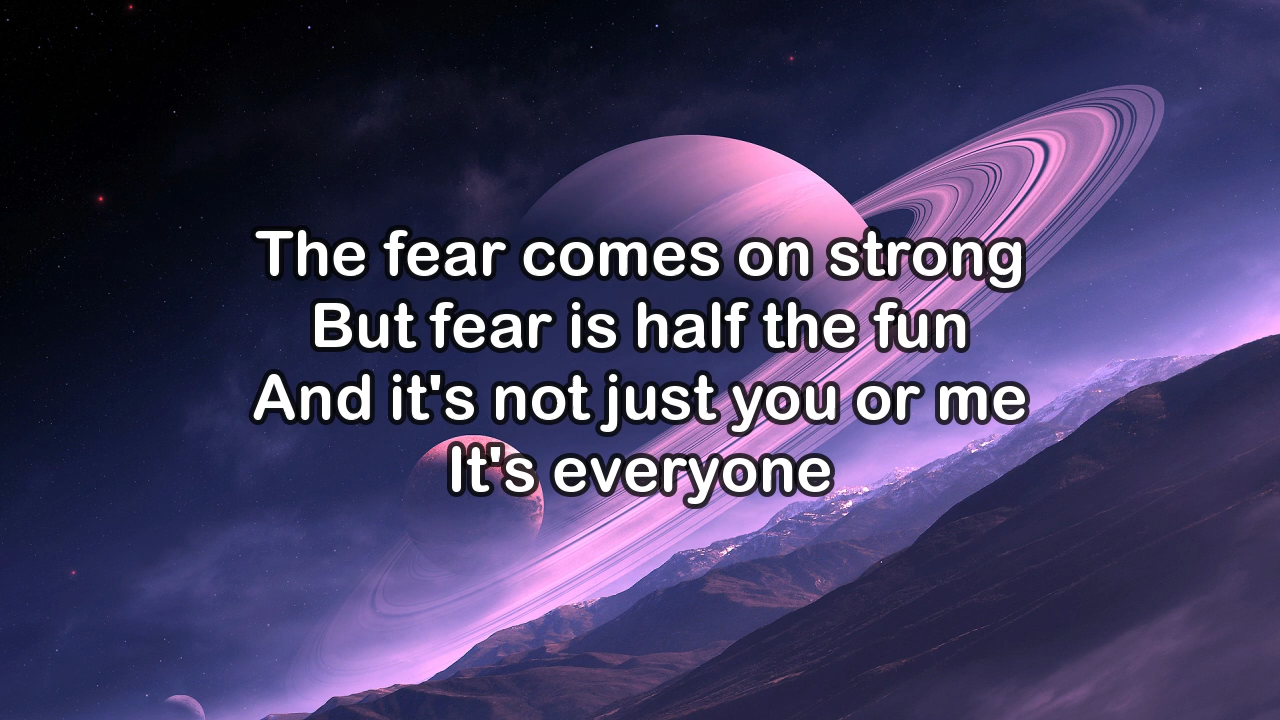 The fear comes on strong
But fear is half the fun
And it's not just you or me
It's everyone